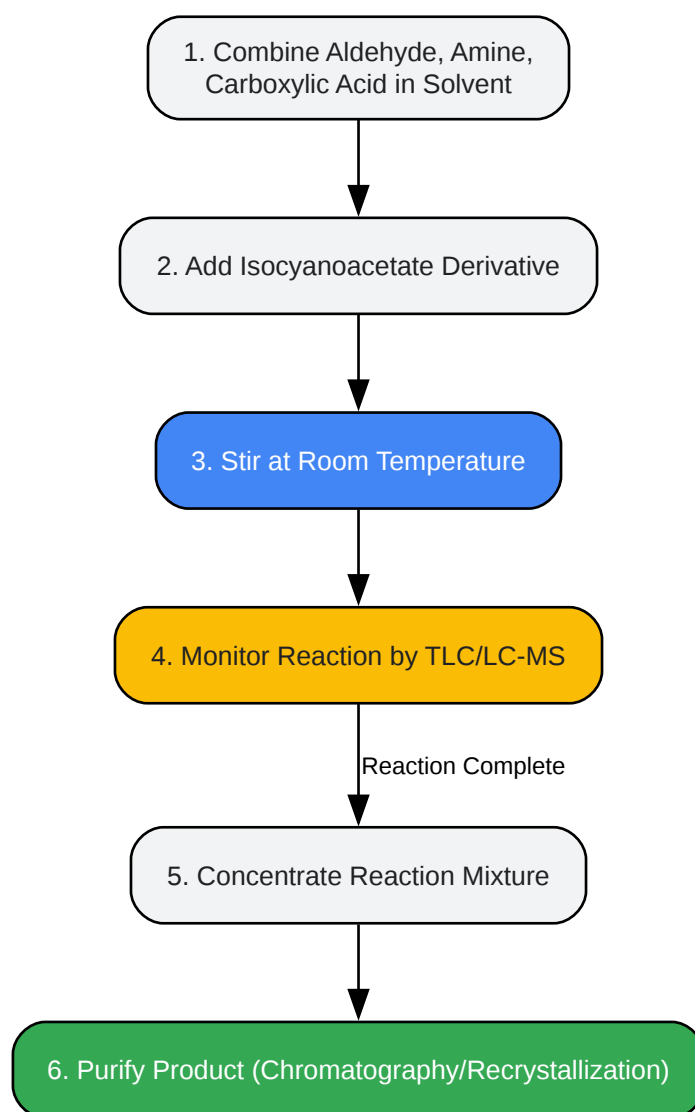 1. Combine Aldehyde, Amine,
Carboxylic Acid in Solvent
2. Add Isocyanoacetate Derivative
3. Stir at Room Temperature
4. Monitor Reaction by TLC/LC-MS
Reaction Complete
5. Concentrate Reaction Mixture
6. Purify Product (Chromatography/Recrystallization)